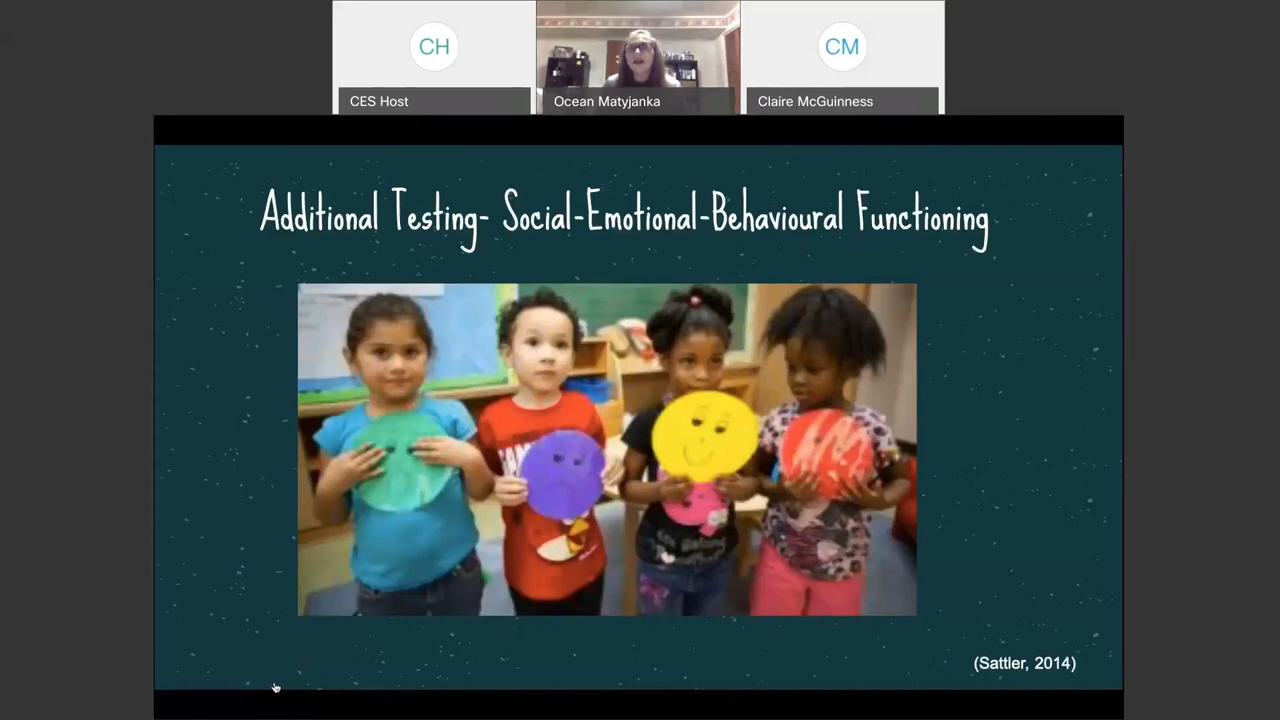 CH
CM
CES Host
Ocean Matyjanka
Claire McGuinness
Additional Testing- Social-Emotional-Behavioural Functioning
(Sattler, 2014)